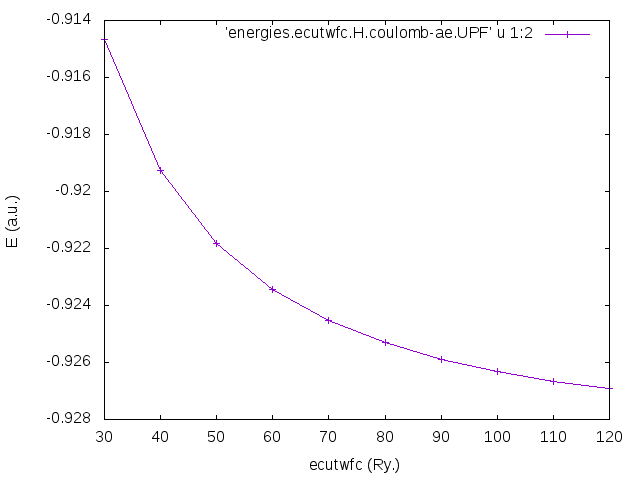 -0.914
'energies.ecutwfc.H.coulomb-ae.UPF' u 1:2
-0.916
-0.918
-0.92
-0.922
-0.924
-0.926
-0.928
E (a.u.)
30 40 50 60 70 80 90 100 110 120
ecutwfc (Ry.)